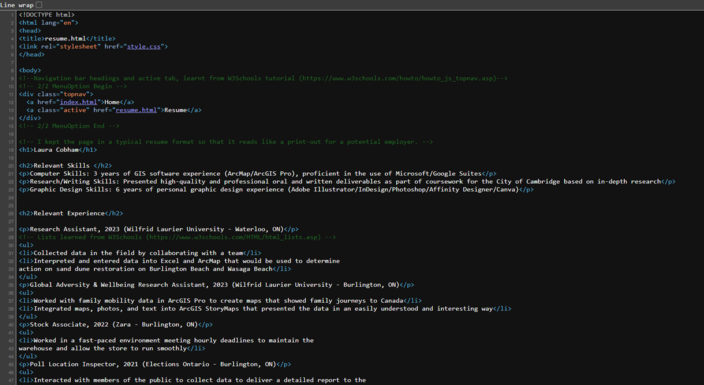 Line wrap
<!DOCTYPE html>
<html lang="en">
<head>
<title>resume.html</title>
<link rel="stylesheet" href="style.css">
</head>
<body>
<!--Navigation bar headings and active tab, learnt from W3Schools tutorial (https://www.w3schools.com/howto/howto_js_topnav.asp)-->
<!-- 2/2 MenuOption Begin -->
<div class="topnav">
<a href="index.html">Home</a>
<a class="active" href="resume.html">Resume</a>
</div>
<!-- 2/2 MenuOption End -->
<!-- I kept the page in a typical resume format so that it reads like a print-out for a potential employer. -->
<h1>Laura Cobham</h1>
<h2>Relevant Skills </h2>
<p>Computer Skills: 3 years of GIS software experience (ArcMap/ArcGIS Pro), proficient in the use of Microsoft/Google Suites</p>
<p>Research/Writing Skills: Presented high-quality and professional oral and written deliverables as part of coursework for the City of Cambridge based on in-depth research</p>
<p>Graphic Design Skills: 6 years of personal graphic design experience (Adobe Illustrator/InDesign/Photoshop/Affinity Designer/Canva)</p>
<h2>Relevant Experience</h2>
<p>Research Assistant, 2023 (Wilfrid Laurier University - Waterloo, ON)</p>
<!-- Lists learned from W3Schools (https://www.w3schools.com/HTML/html_lists.asp) -->
<ul>
<li>Collected data in the field by collaborating with a team</li>
<li>Interpreted and entered data into Excel and ArcMap that would be used to determine
action on sand dune restoration on Burlington Beach and Wasaga Beach</li>
</ul>
<p>Global Adversity & Wellbeing Research Assistant, 2023 (Wilfrid Laurier University - Burlington, ON)</p>
<ul>
<li>Worked with family mobility data in ArcGIS Pro to create maps that showed family journeys to Canada</li>
<li>Integrated maps, photos, and text into ArcGIS StoryMaps that presented the data in an easily understood and interesting way</li>
</ul>
<p>Stock Associate, 2022 (Zara - Burlington, ON)</p>
<ul>
<li>Worked in a fast-paced environment meeting hourly deadlines to maintain the
warehouse and allow the store to run smoothly</li>
</ul>
<p>Poll Location Inspector, 2021 (Elections Ontario - Burlington, ON)</p>
<ul>
<li>Interacted with members of the public to collect data to deliver a detailed report to the